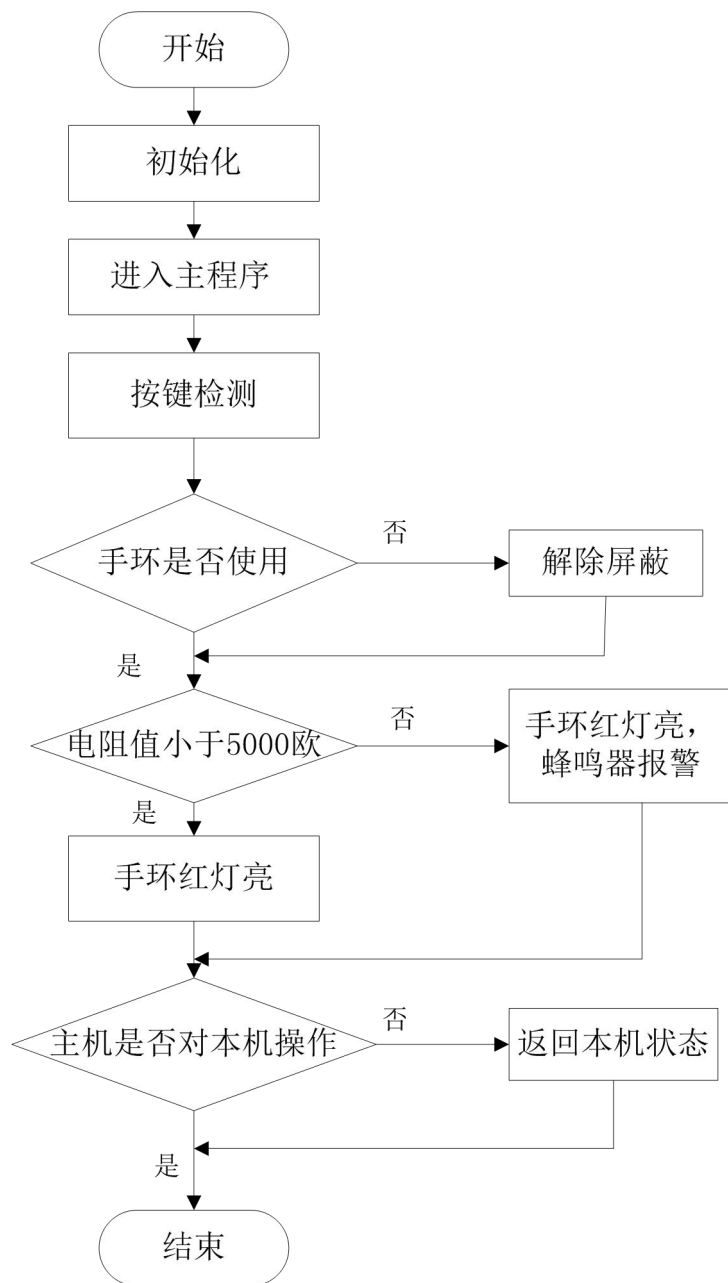 开始
初始化
进入主程序
按键检测
手环是否使用
否
解除屏蔽
是
电阻值小于5000欧
否
手环红灯亮，
蜂鸣器报警
是
手环红灯亮
主机是否对本机操作
否
返回本机状态
是
结束